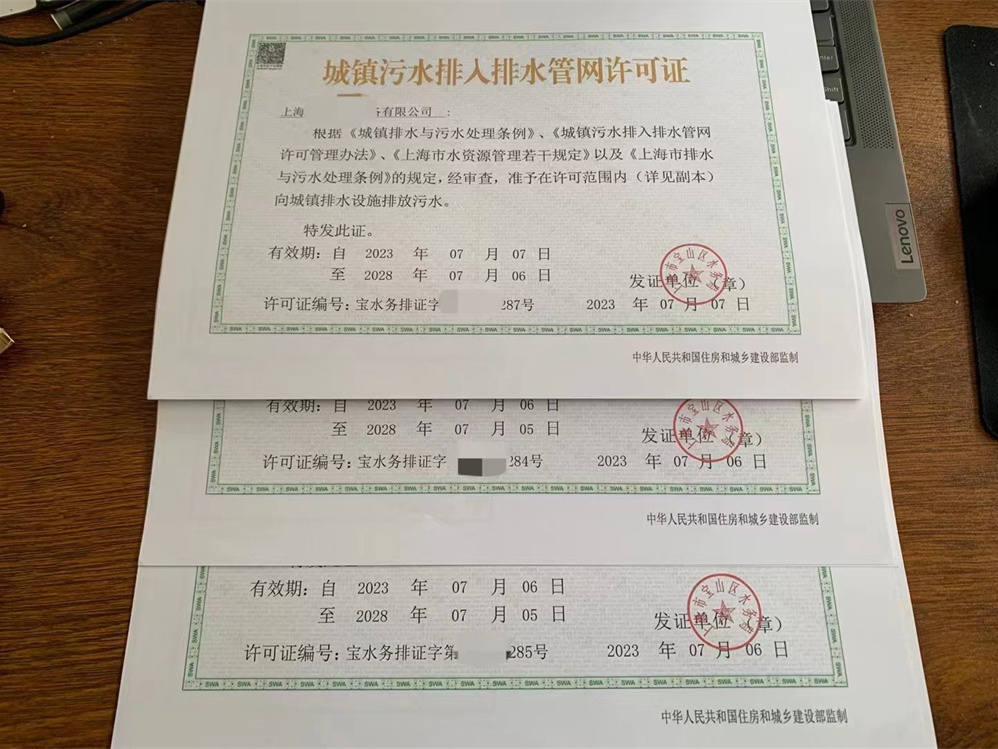 城镇污水排入排水管网许可证
上海 有限公司 :
根据《城镇排水与污水处理条例》、《城镇污水排入排水管网
许可管理办法》、《上海市水资源管理若干规定》以及《上海市排水
与污水处理条例》的规定，经审查，准予在许可范围内（详见副本）
向城镇排水设施排放污水。
特发此证。
有效期：自 2023 年 07 月 07 日
至 2028 年 07 月 06 日
发证单位（章）
许可证编号：宝水务排证字 287号 2023 年 07 月 07 日
中华人民共和国住房和城乡建设部监制
有效期：自 2023 年 07 月 06 日
至 2028 年 07 月 05 日
发证单位（章）
许可证编号：宝水务排证字 284号 2023 年 07 月 06 日
中华人民共和国住房和城乡建设部监制
有效期：自 2023 年 07 月 06 日
至 2028 年 07 月 05 日
发证单位（章）
许可证编号：宝水务排证字第 285号 2023 年 07 月 06 日
中华人民共和国住房和城乡建设部监制
Lenovo